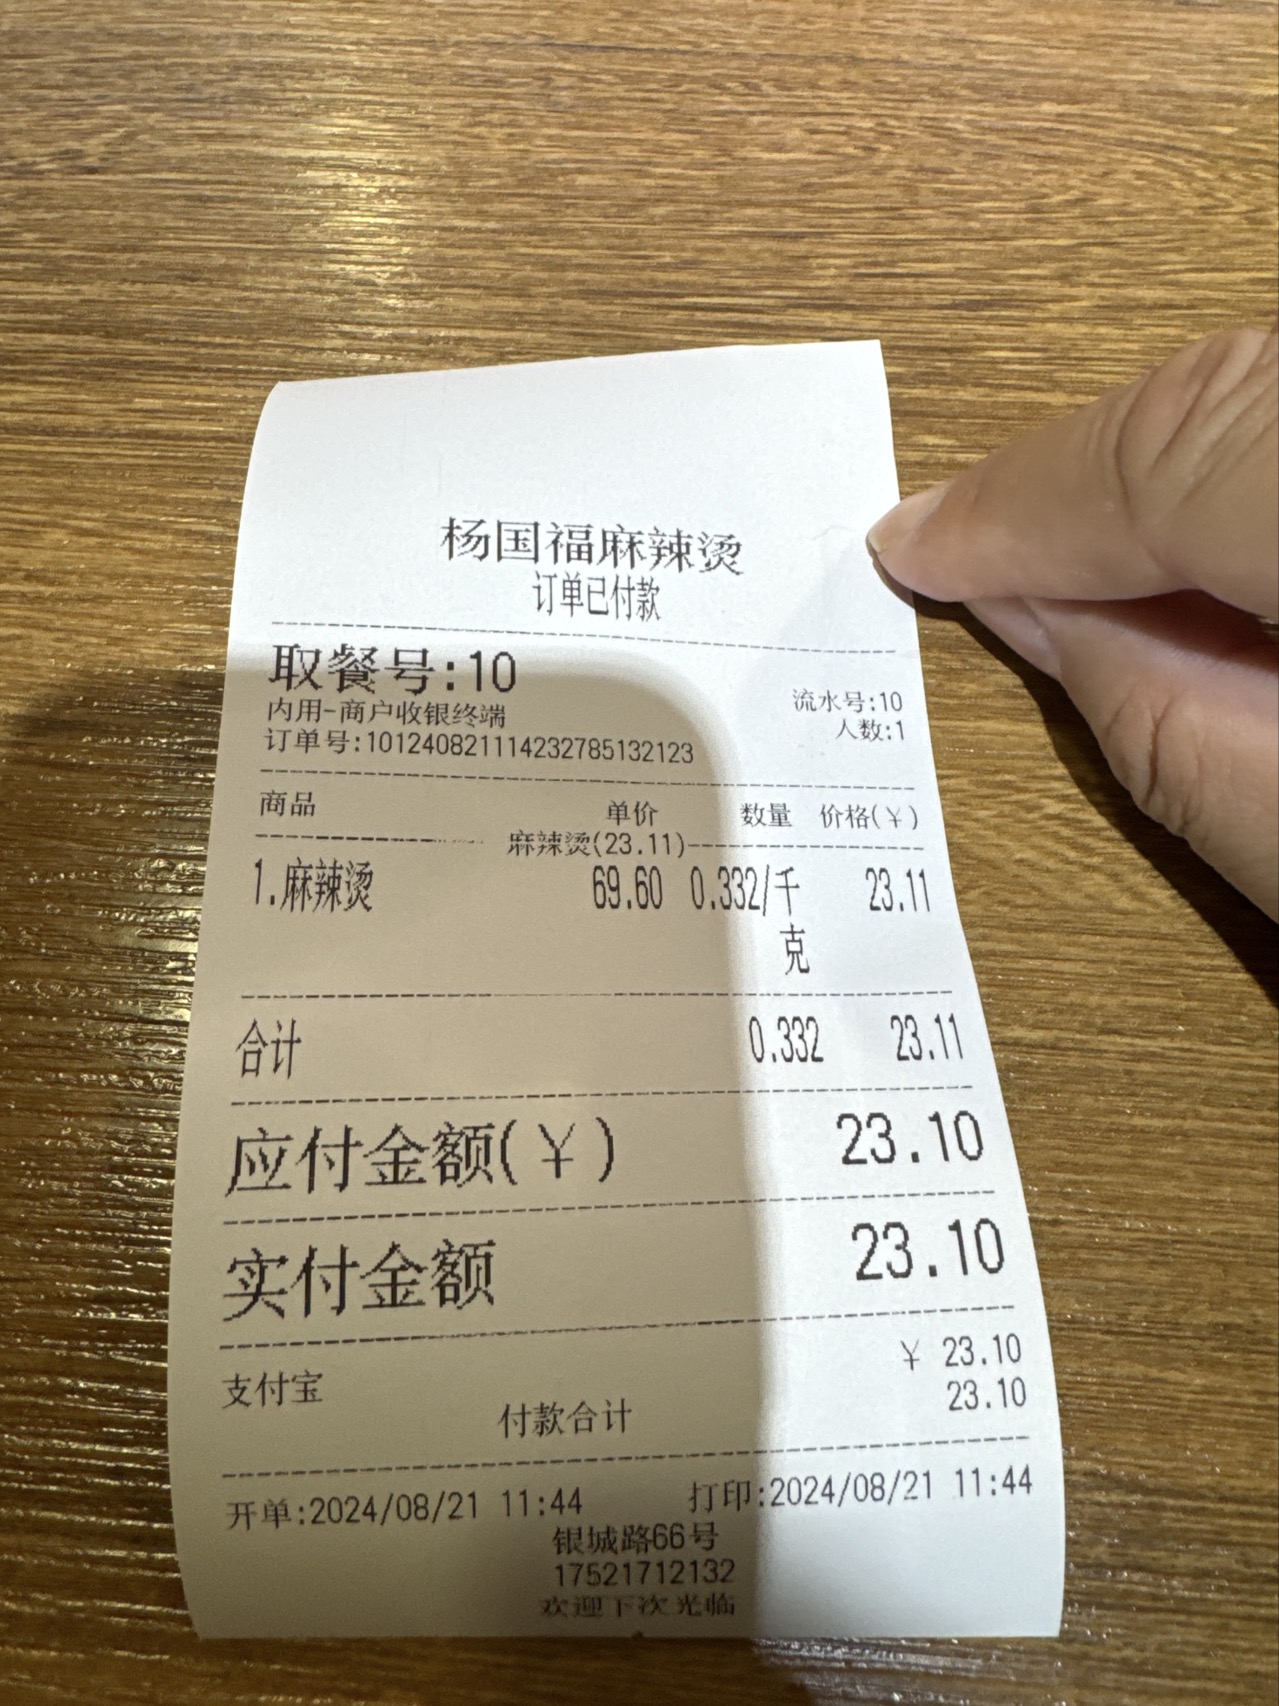 杨国福麻辣烫
订单已付款
取餐号:10
内用-商户收银终端 流水号:10
人数:1
订单号:101240821114232785132123
商品 单价 数量 价格(¥)
麻辣烫(23.11)
1.麻辣烫 69.60 0.332/千 23.11
克
合计 0.332 23.11
应付金额(¥) 23.10
实付金额 23.10
支付宝 ¥ 23.10
付款合计 23.10
开单:2024/08/21 11:44 打印:2024/08/21 11:44
银城路66号
17521712132
欢迎下次光临